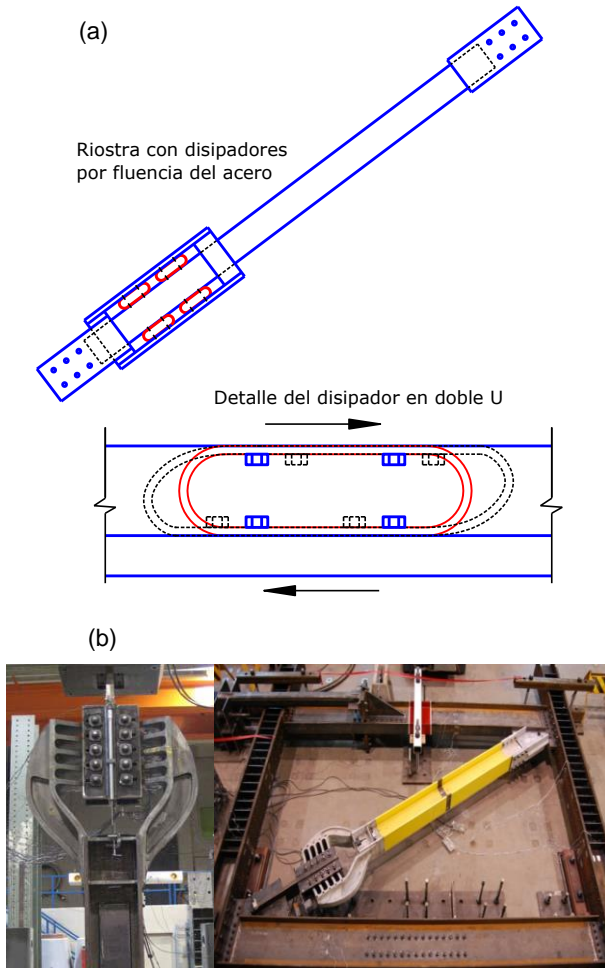 (a)
Riostra con disipadores
por fluencia del acero
Detalle del disipador en doble U
(b)